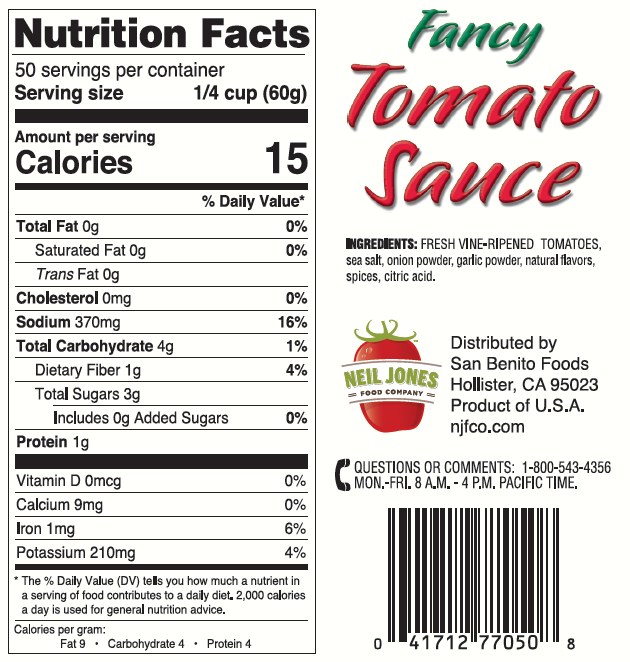 Nutrition Facts
50 servings per container
Serving size 1/4 cup (60g)
Amount per serving
Calories 15
% Daily Value*
Total Fat 0g 0%
Saturated Fat 0g 0%
Trans Fat 0g
Cholesterol 0mg 0%
Sodium 370mg 16%
Total Carbohydrate 4g 1%
Dietary Fiber 1g 4%
Total Sugars 3g
Includes 0g Added Sugars 0%
Protein 1g
Vitamin D 0mcg 0%
Calcium 9mg 0%
Iron 1mg 6%
Potassium 210mg 4%
* The % Daily Value (DV) tells you how much a nutrient in
a serving of food contributes to a daily diet. 2,000 calories
a day is used for general nutrition advice.
Calories per gram:
Fat 9 • Carbohydrate 4 • Protein 4
Fancy
Tomato
Sauce
INGREDIENTS: FRESH VINE-RIPENED TOMATOES,
sea salt, onion powder, garlic powder, natural flavors,
spices, citric acid.
NEIL JONES
FOOD COMPANY
Distributed by
San Benito Foods
Hollister, CA 95023
Product of U.S.A.
njfco.com
QUESTIONS OR COMMENTS: 1-800-543-4356
MON.-FRI. 8 A.M. - 4 P.M. PACIFIC TIME.
0 41712 77050 8